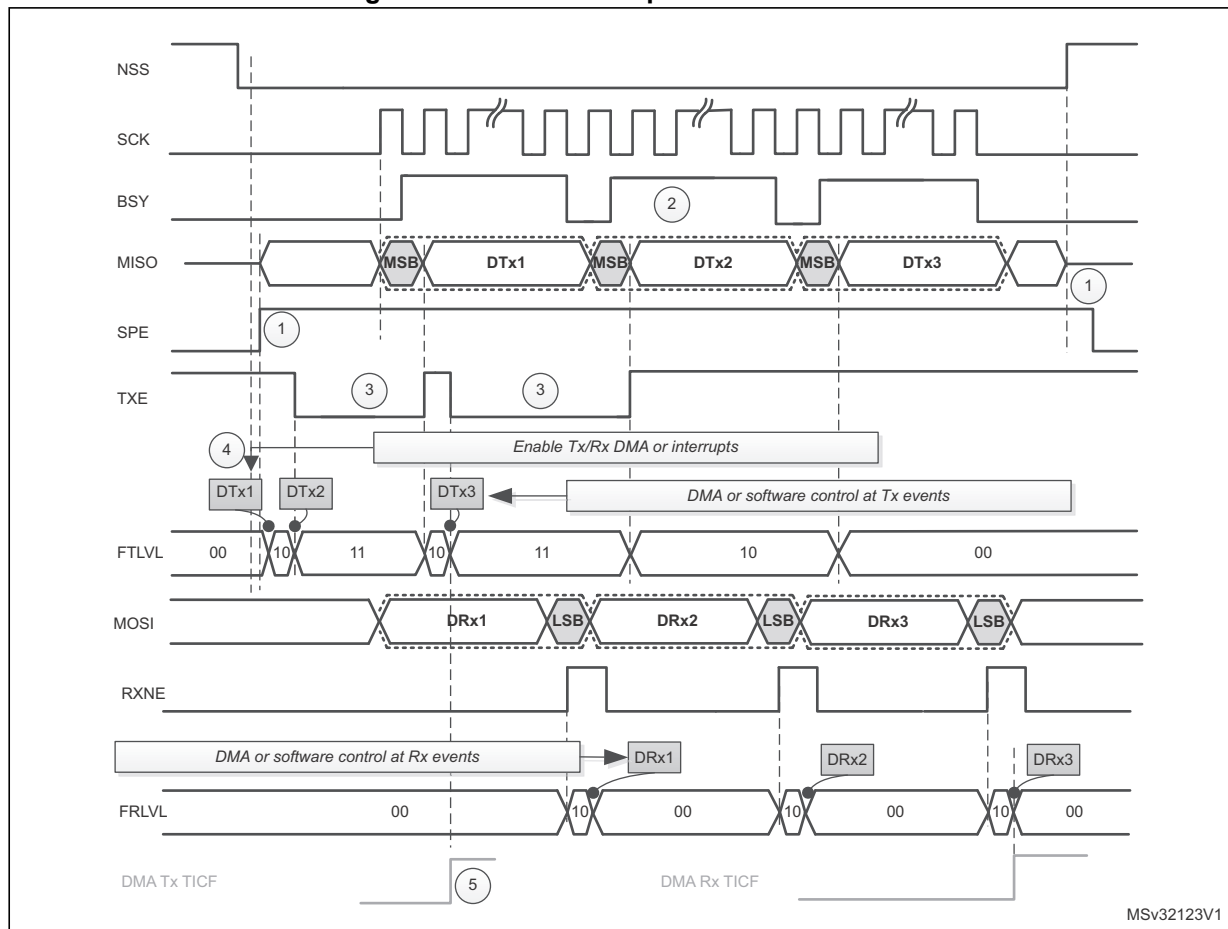 NSS
SCK
BSY
2
MISO
MSB DTx1 MSB DTx2 MSB DTx3
1
SPE
1
TXE
3 3
4
Enable Tx/Rx DMA or interrupts
DTx1 DTx2 DTx3
DMA or software control at Tx events
FTLVL
00 10 11 10 11 10 00
MOSI
DRx1 LSB DRx2 LSB DRx3 LSB
RXNE
DMA or software control at Rx events
DRx1 DRx2 DRx3
FRLVL
00 10 00 10 00 10 00
DMA Tx TICF
5
DMA Rx TICF
MSv32123V1